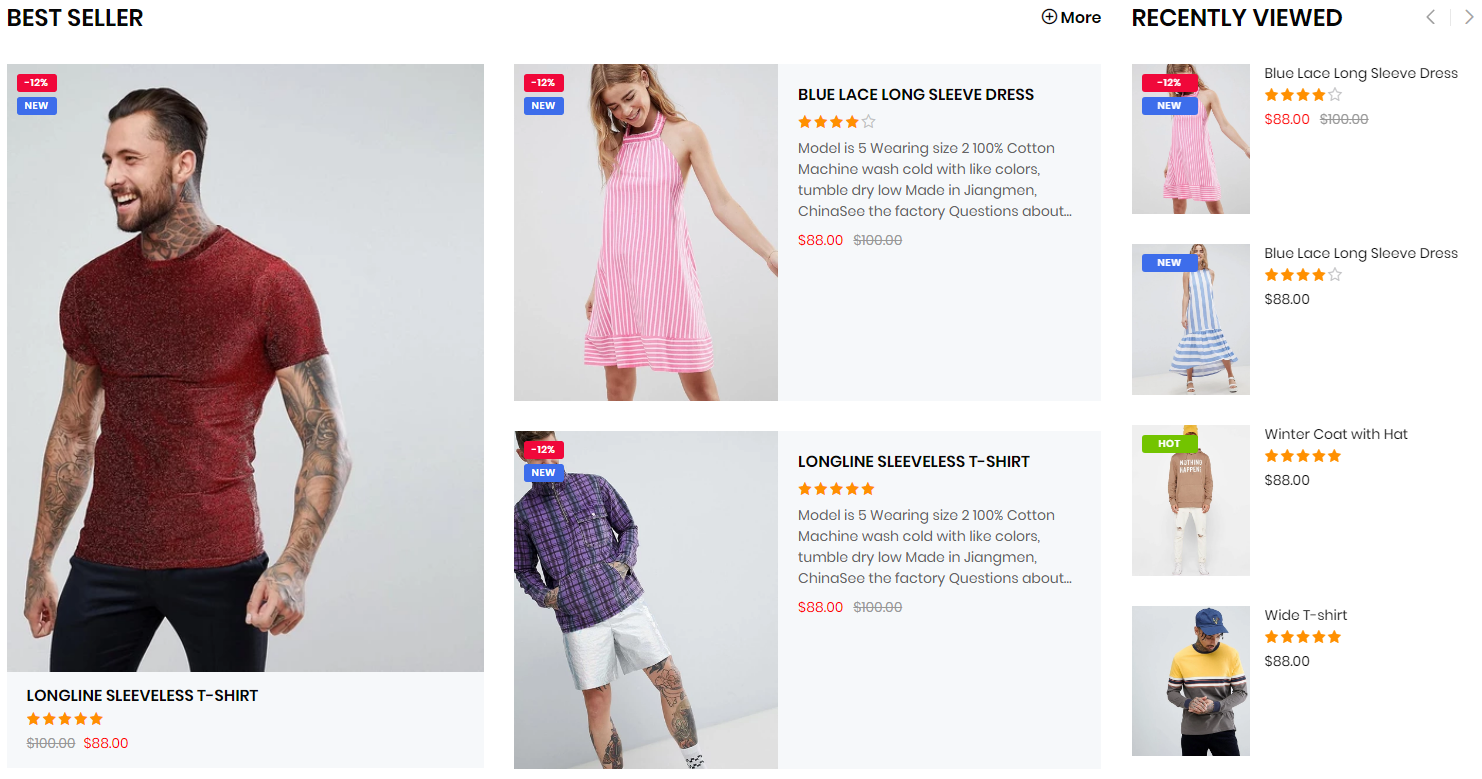 BEST SELLER
More
-12%
NEW
LONGLINE SLEEVELESS T-SHIRT
$100.00 $88.00
-12%
NEW
BLUE LACE LONG SLEEVE DRESS
Model is 5 Wearing size 2 100% Cotton
Machine wash cold with like colors,
tumble dry low Made in Jiangmen,
ChinaSee the factory Questions about...
$88.00 $100.00
-12%
NEW
LONGLINE SLEEVELESS T-SHIRT
Model is 5 Wearing size 2 100% Cotton
Machine wash cold with like colors,
tumble dry low Made in Jiangmen,
ChinaSee the factory Questions about...
$88.00 $100.00
RECENTLY VIEWED
-12%
NEW
Blue Lace Long Sleeve Dress
$88.00 $100.00
NEW
Blue Lace Long Sleeve Dress
$88.00
HOT
NOTHING
HAPPENS
Winter Coat with Hat
$88.00
Wide T-shirt
$88.00